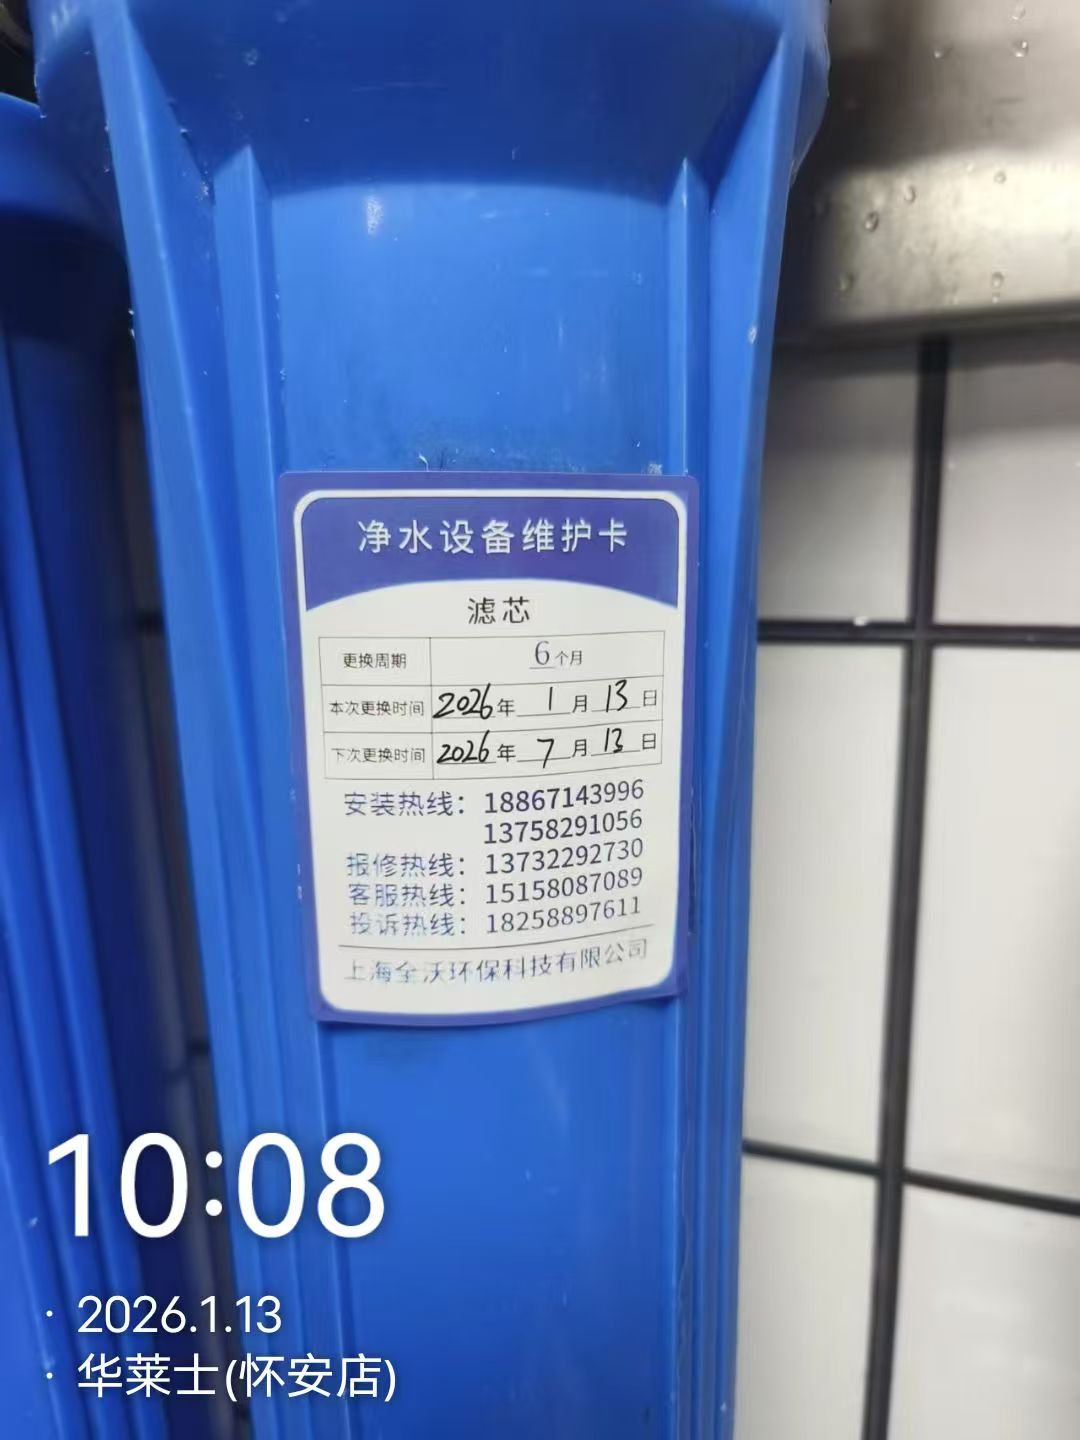 净水设备维护卡
滤芯
更换周期 6个月
本次更换时间 2026年 1月13日
下次更换时间 2026年 7月13日
安装热线：18867143996
13758291056
报修热线：13732292730
客服热线：15158087089
投诉热线：18258897611
上海全沃环保科技有限公司
10:08
· 2026.1.13
· 华莱士(怀安店)